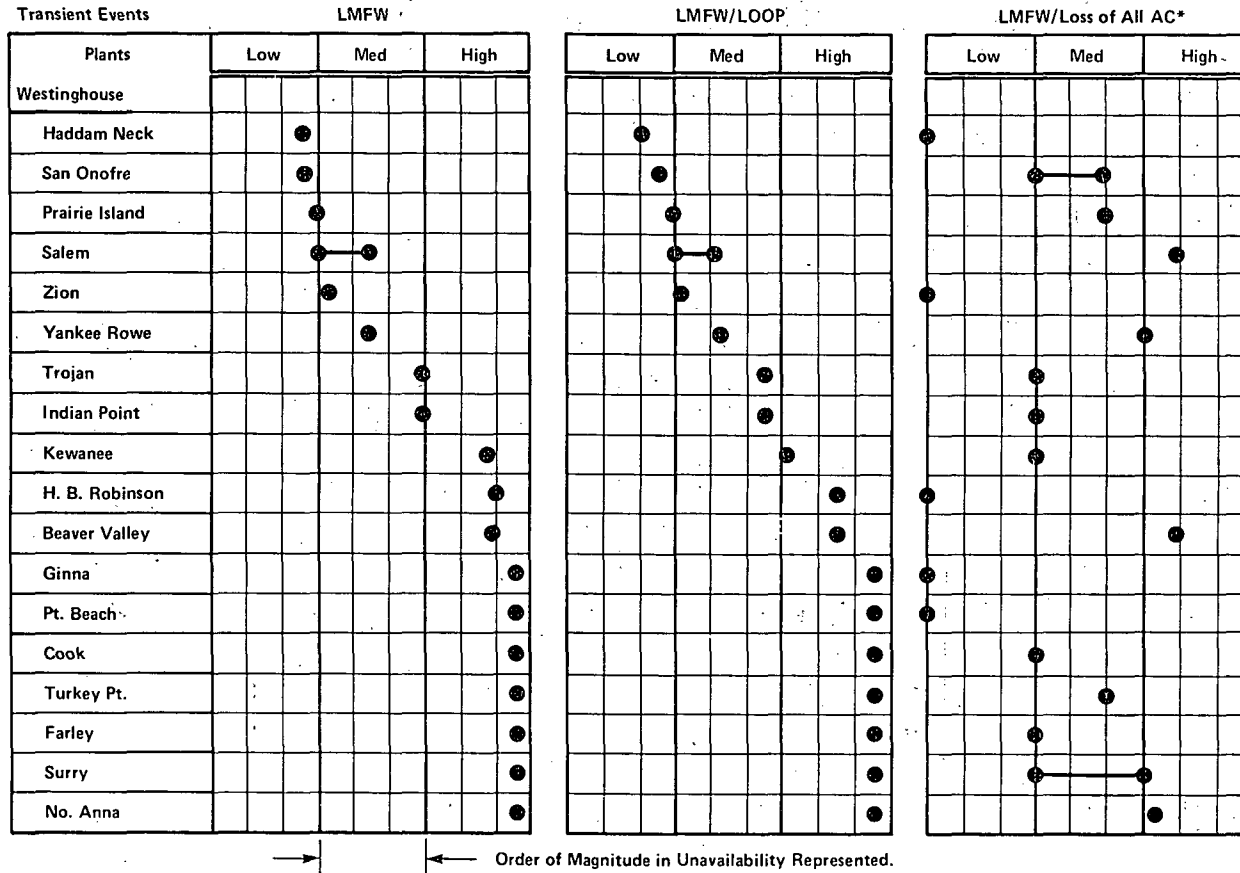 Transient Events LMFW LMFW/LOOP LMFW/Loss of All AC*
Plants Low Med High Low Med High Low Med High
Westinghouse
Haddam Neck
San Onofre
Prairie Island
Salem
Zion
Yankee Rowe
Trojan
Indian Point
Kewanee
H. B. Robinson
Beaver Valley
Ginna
Pt. Beach
Cook
Turkey Pt.
Farley
Surry
No. Anna
Order of Magnitude in Unavailability Represented.